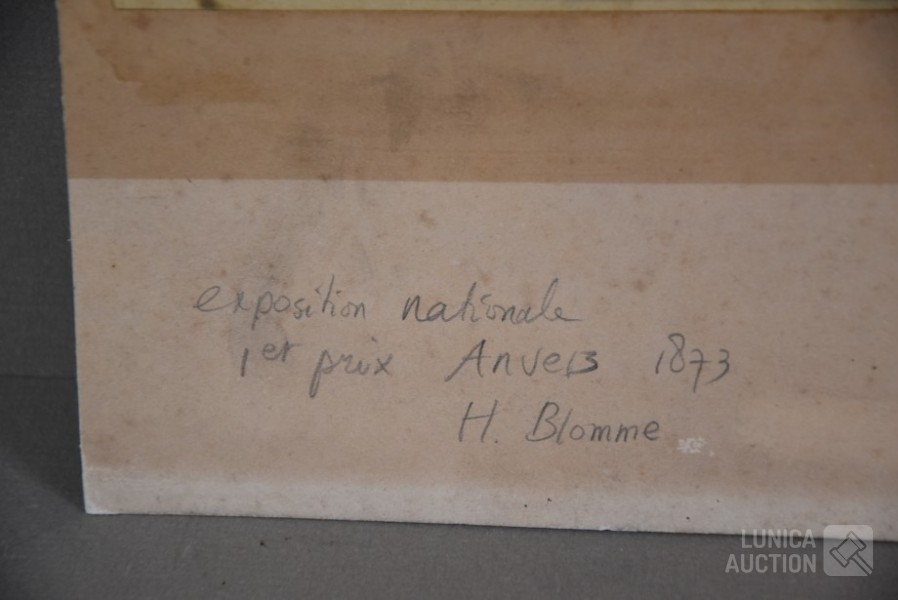 exposition nationale
1er prix Anvers 1873
H. Blomme
LUNICA
AUCTION